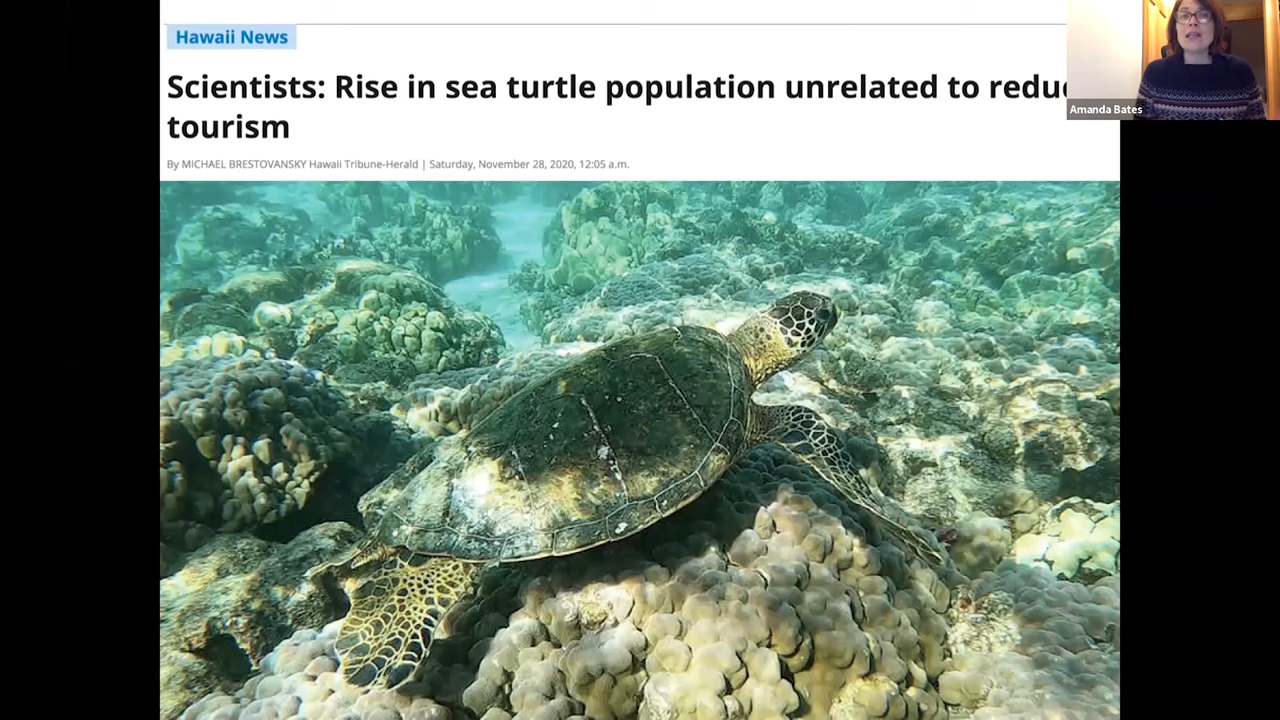 Hawaii News
Scientists: Rise in sea turtle population unrelated to
tourism
By MICHAEL BRESTOVANSKY Hawaii Tribune-Herald | Saturday, November 28, 2020, 12:05 a.m.
Amanda Bates